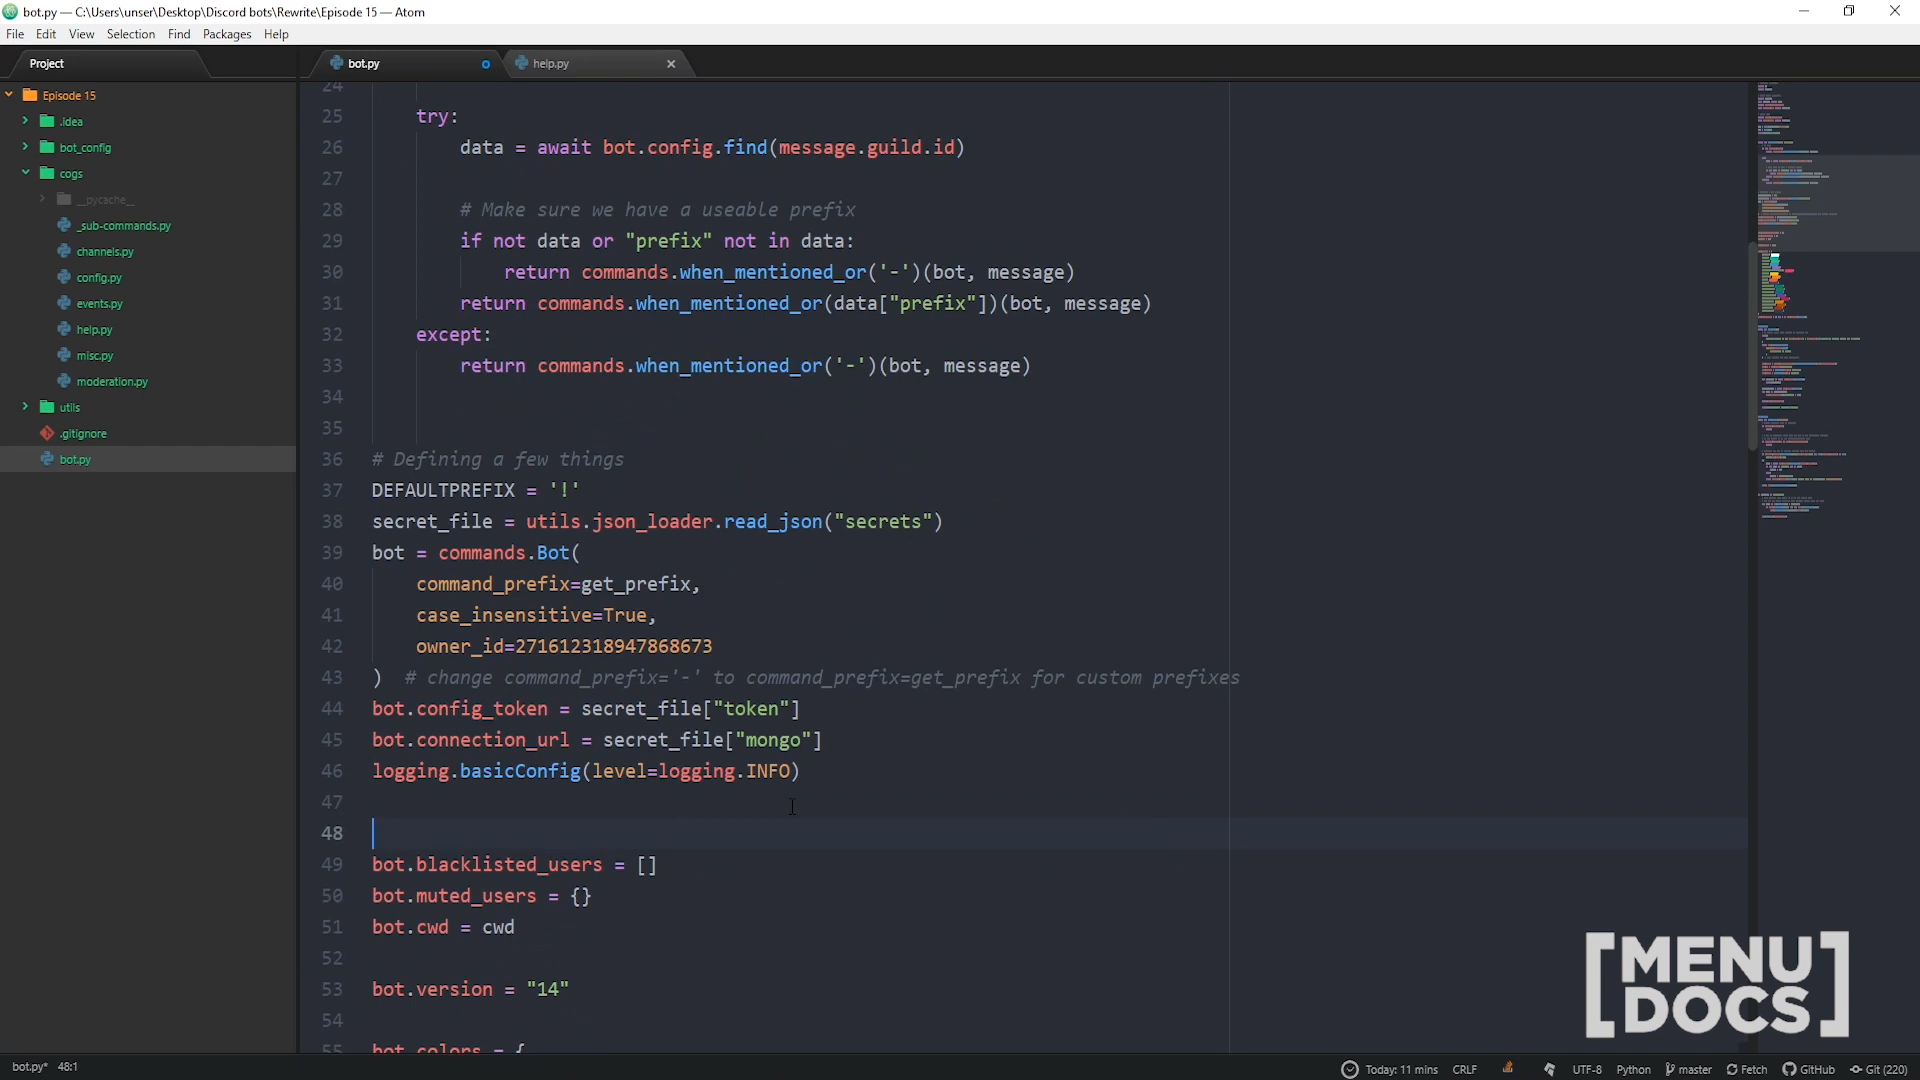 bot.py — C:\Users\unser\Desktop\Discord bots\Rewrite\Episode 15 — Atom
File Edit View Selection Find Packages Help
Project
bot.py
help.py
Episode 15
.idea
bot_config
cogs
__pycache__
_sub-commands.py
channels.py
config.py
events.py
help.py
misc.py
moderation.py
utils
.gitignore
bot.py
24
25 try:
26 data = await bot.config.find(message.guild.id)
27
28 # Make sure we have a useable prefix
29 if not data or "prefix" not in data:
30 return commands.when_mentioned_or('-')(bot, message)
31 return commands.when_mentioned_or(data["prefix"])(bot, message)
32 except:
33 return commands.when_mentioned_or('-')(bot, message)
34
35
36 # Defining a few things
37 DEFAULTPREFIX = '!'
38 secret_file = utils.json_loader.read_json("secrets")
39 bot = commands.Bot(
40 command_prefix=get_prefix,
41 case_insensitive=True,
42 owner_id=271612318947868673
43 ) # change command_prefix='-' to command_prefix=get_prefix for custom prefixes
44 bot.config_token = secret_file["token"]
45 bot.connection_url = secret_file["mongo"]
46 logging.basicConfig(level=logging.INFO)
47
48
49 bot.blacklisted_users = []
50 bot.muted_users = {}
51 bot.cwd = cwd
52
53 bot.version = "14"
54
55 bot.colors = {
[MENU
DOCS]
bot.py* 48:1
Today: 11 mins CRLF UTF-8 Python master Fetch GitHub Git (220)